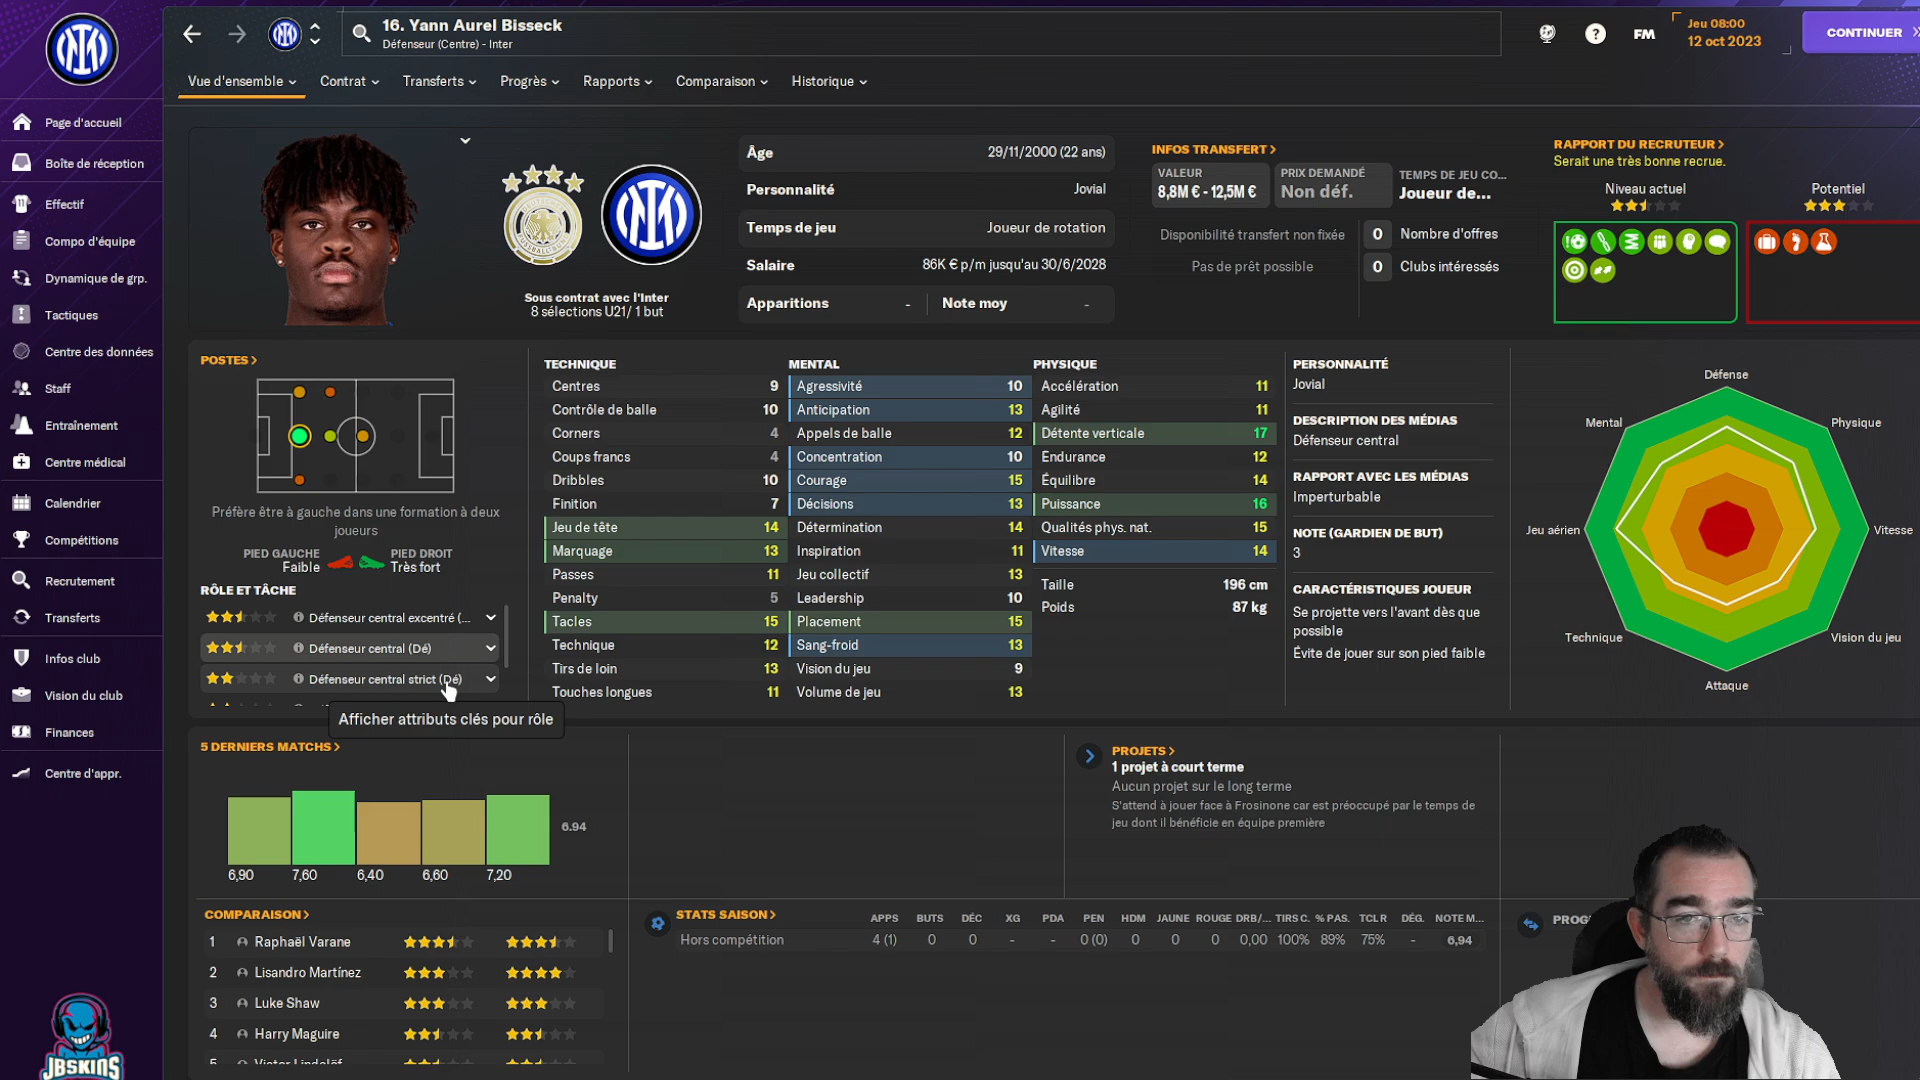 16. Yann Aurel Bisseck
Défenseur (Centre) - Inter
FM
Jeu 08:00
12 oct 2023
CONTINUER
Vue d'ensemble
Contrat
Transferts
Progrès
Rapports
Comparaison
Historique
Page d'accueil
Boîte de réception
Effectif
Compo d'équipe
Dynamique de grp.
Tactiques
Centre des données
Staff
Entraînement
Centre médical
Calendrier
Compétitions
Recrutement
Transferts
Infos club
Vision du club
Finances
Centre d'appr.
JBSKINS
Sous contrat avec l'Inter
8 sélections U21/ 1 but
Âge 29/11/2000 (22 ans)
Personnalité Jovial
Temps de jeu Joueur de rotation
Salaire 86K € p/m jusqu'au 30/6/2028
Apparitions - Note moy -
INFOS TRANSFERT >
VALEUR
8,8M € - 12,5M €
PRIX DEMANDÉ
Non déf.
TEMPS DE JEU CO...
Joueur de...
Disponibilité transfert non fixée
Pas de prêt possible
0 Nombre d'offres
0 Clubs intéressés
RAPPORT DU RECRUTEUR >
Serait une très bonne recrue.
Niveau actuel
Potentiel
POSTES >
Préfère être à gauche dans une formation à deux
joueurs
PIED GAUCHE
Faible
PIED DROIT
Très fort
RÔLE ET TÂCHE
Défenseur central excentré (...
Défenseur central (Dé)
Défenseur central strict (Dé)
Afficher attributs clés pour rôle
TECHNIQUE
Centres 9
Contrôle de balle 10
Corners 4
Coups francs 4
Dribbles 10
Finition 7
Jeu de tête 14
Marquage 13
Passes 11
Penalty 5
Tacles 15
Technique 12
Tirs de loin 13
Touches longues 11
MENTAL
Agressivité 10
Anticipation 13
Appels de balle 12
Concentration 10
Courage 15
Décisions 13
Détermination 14
Inspiration 11
Jeu collectif 13
Leadership 10
Placement 15
Sang-froid 13
Vision du jeu 9
Volume de jeu 13
PHYSIQUE
Accélération 11
Agilité 11
Détente verticale 17
Endurance 12
Équilibre 14
Puissance 16
Qualités phys. nat. 15
Vitesse 14
Taille 196 cm
Poids 87 kg
PERSONNALITÉ
Jovial
DESCRIPTION DES MÉDIAS
Défenseur central
RAPPORT AVEC LES MÉDIAS
Imperturbable
NOTE (GARDIEN DE BUT)
3
CARACTÉRISTIQUES JOUEUR
Se projette vers l'avant dès que
possible
Évite de jouer sur son pied faible
Défense
Physique
Vitesse
Vision du jeu
Attaque
Technique
Jeu aérien
Mental
5 DERNIERS MATCHS >
6,90 7,60 6,40 6,60 7,20
6.94
PROJETS >
1 projet à court terme
Aucun projet sur le long terme
S'attend à jouer face à Frosinone car est préoccupé par le temps de
jeu dont il bénéficie en équipe première
COMPARAISON >
1 Raphaël Varane
2 Lisandro Martínez
3 Luke Shaw
4 Harry Maguire
STATS SAISON >
APPS BUTS DÉC XG PDA PEN HDM JAUNE ROUGE DRB/... TIRS C. % PAS. TCL R DÉG. NOTE M...
Hors compétition 4 (1) 0 0 - - 0 (0) 0 0 0 0,00 100% 89% 75% - 6,94